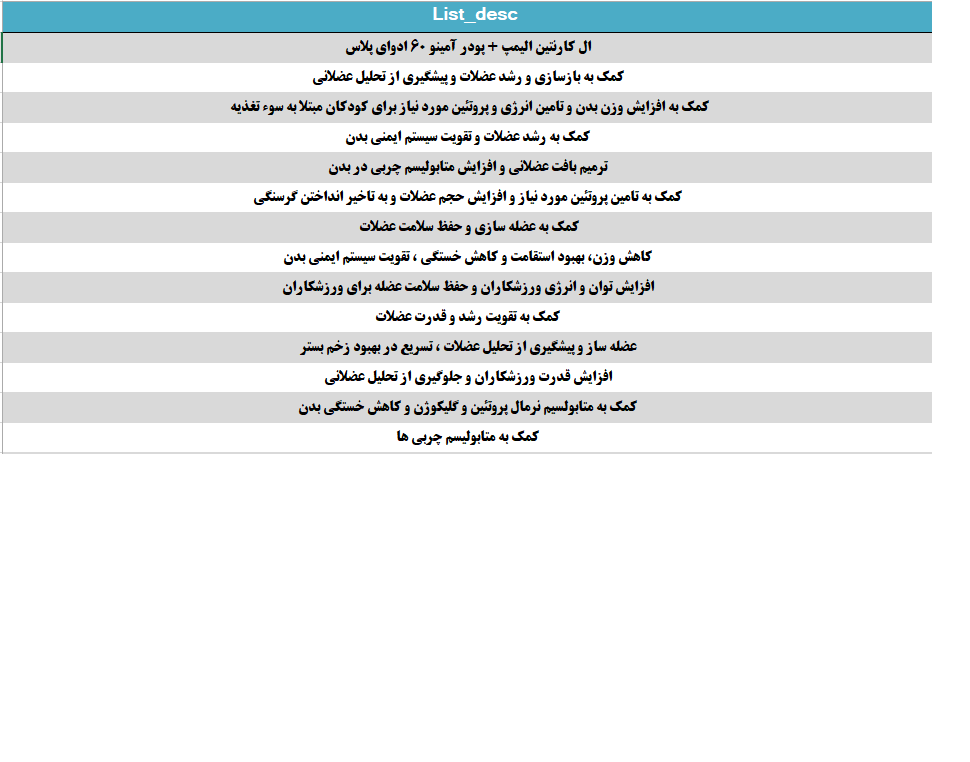 List_desc
ال کارنتین الیمپ + پودر آمینو ۶۰ ادوای پلاس
کمک به بازسازی و رشد عضلات و پیشگیری از تحلیل عضلانی
کمک به افزایش وزن بدن و تامین انرژی و پروتئین مورد نیاز برای کودکان مبتلا به سوء تغذیه
کمک به رشد عضلات و تقویت سیستم ایمنی بدن
ترمیم بافت عضلانی و افزایش متابولیسم چربی در بدن
کمک به تامین پروتئین مورد نیاز و افزایش حجم عضلات و به تاخیر انداختن گرسنگی
کمک به عضله سازی و حفظ سلامت عضلات
کاهش وزن، بهبود استقامت و کاهش خستگی ، تقویت سیستم ایمنی بدن
افزایش توان و انرژی ورزشکاران و حفظ سلامت عضله برای ورزشکاران
کمک به تقویت رشد و قدرت عضلات
عضله ساز و پیشگیری از تحلیل عضلات ، تسریع در بهبود زخم بستر
افزایش قدرت ورزشکاران و جلوگیری از تحلیل عضلانی
کمک به متابولسیم نرمال پروتئین و گلیکوژن و کاهش خستگی بدن
کمک به متابولیسم چربی ها